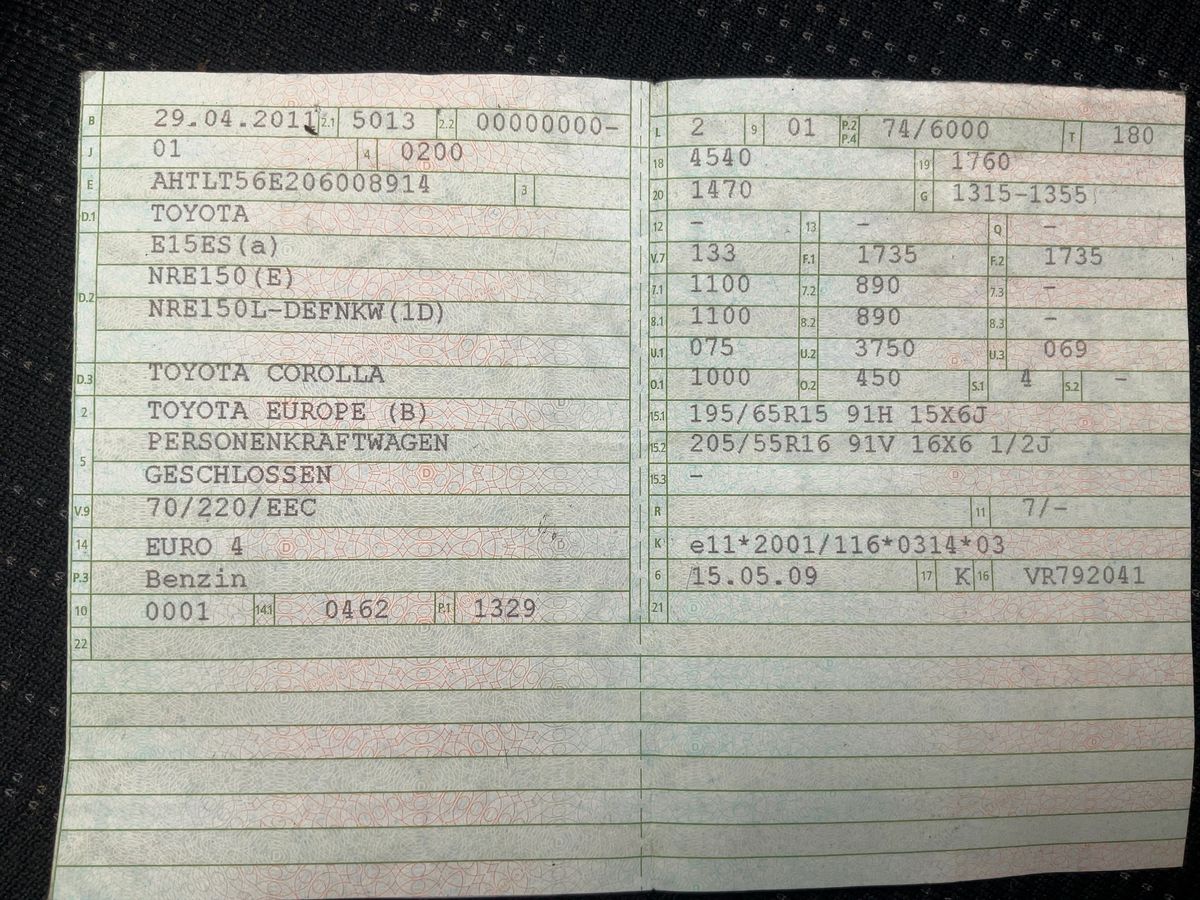 B 29.04.2011 2.1 5013 2.2 00000000-
J 01 4 0200
E AHTLT56E206008914 3
D.1 TOYOTA
E15ES(a)
D.2 NRE150(E)
NRE150L-DEFNKW(1D)
D.3 TOYOTA COROLLA
2 TOYOTA EUROPE (B)
5 PERSONENKRAFTWAGEN
GESCHLOSSEN
V.9 70/220/EEC
14 EURO 4
P.3 Benzin
10 0001 14.1 0462 P.1 1329
22
L 2 9 01 P.2 P.4 74/6000 T 180
18 4540 19 1760
20 1470 G 1315-1355
12 - 13 - Q -
V.7 133 F.1 1735 F.2 1735
7.1 1100 7.2 890 7.3 -
8.1 1100 8.2 890 8.3 -
U.1 075 U.2 3750 U.3 069
O.1 1000 O.2 450 S.1 4 S.2 -
15.1 195/65R15 91H 15X6J
15.2 205/55R16 91V 16X6 1/2J
15.3 -
R 11 7/-
K e11*2001/116*0314*03
6 15.05.09 17 K 16 VR792041
21